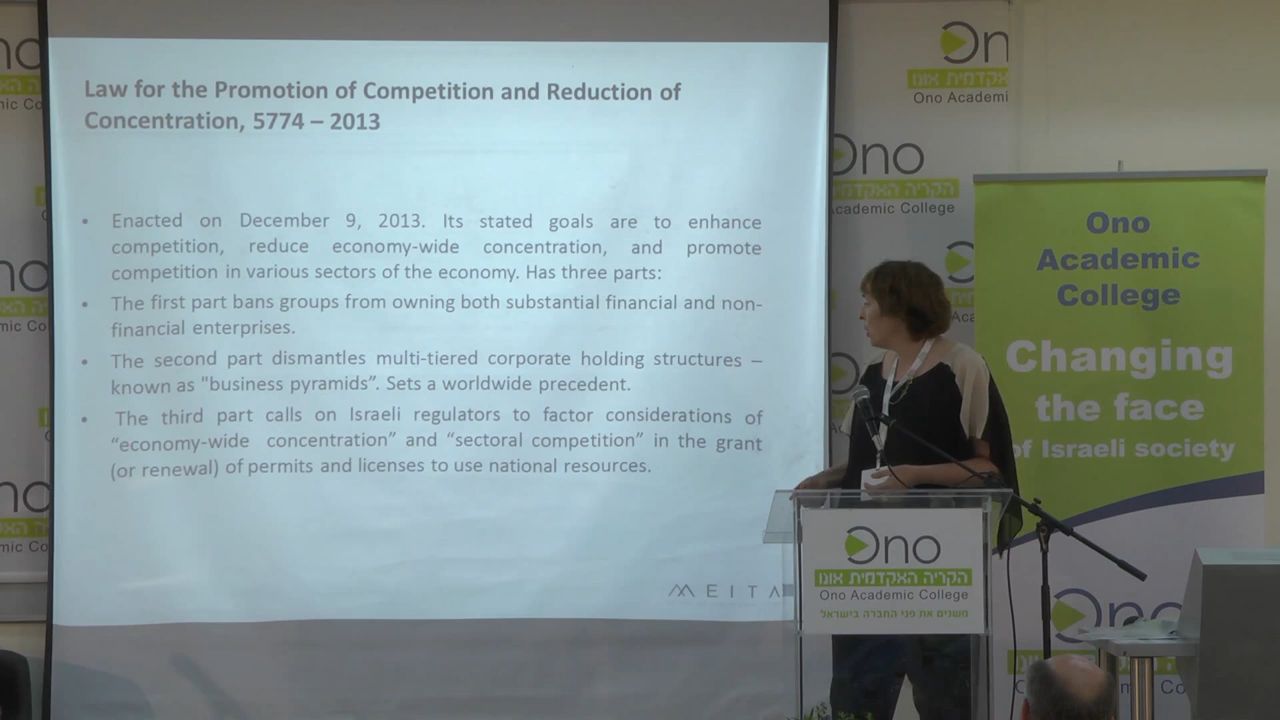 Law for the Promotion of Competition and Reduction of
Concentration, 5774 – 2013
• Enacted on December 9, 2013. Its stated goals are to enhance
competition, reduce economy-wide concentration, and promote
competition in various sectors of the economy. Has three parts:
• The first part bans groups from owning both substantial financial and non-
financial enterprises.
• The second part dismantles multi-tiered corporate holding structures –
known as "business pyramids”. Sets a worldwide precedent.
• The third part calls on Israeli regulators to factor considerations of
“economy-wide concentration” and “sectoral competition” in the grant
(or renewal) of permits and licenses to use national resources.
MEITA
On
האקדמית אונו
Ono Academi
Ono
הקריה האקדמית
Academic College
Ono
Academic
College
Changing
the face
of Israeli society
Ono
הקריה האקדמית אונו
Ono Academic College
משנים את פני החברה בישראל
Ono